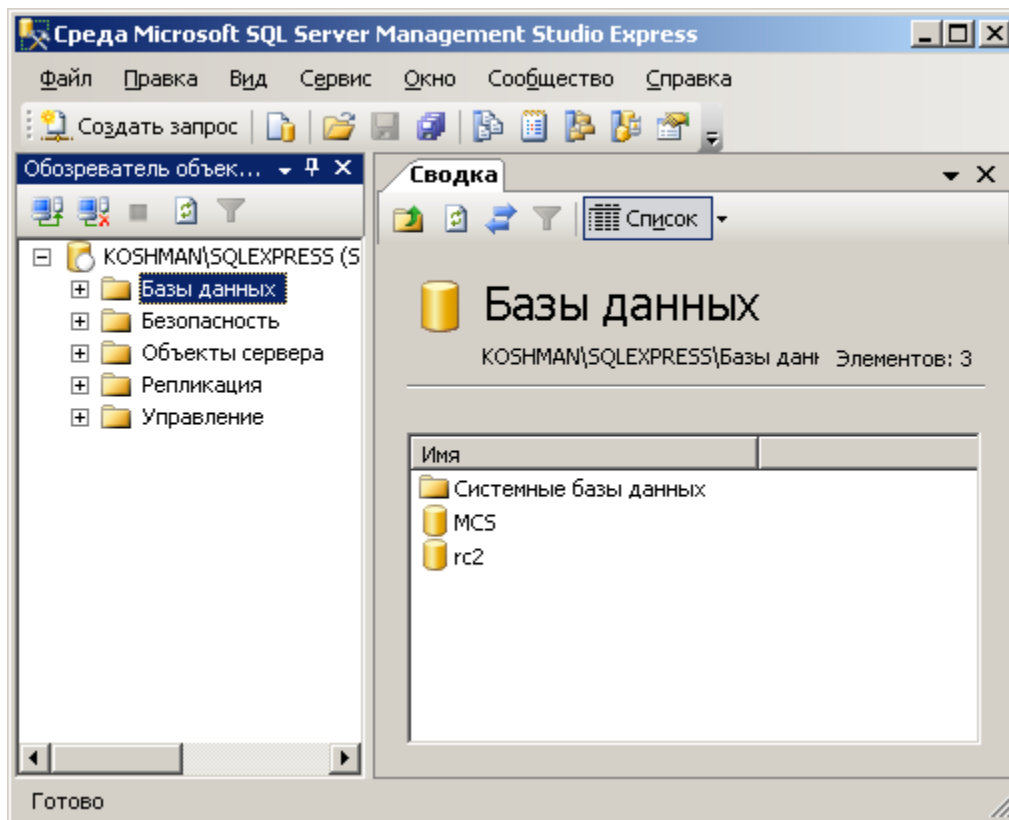 Среда Microsoft SQL Server Management Studio Express
Файл Правка Вид Сервис Окно Сообщество Справка
Создать запрос
Обозреватель объек...
Сводка
Список
KOSHMAN\SQLEXPRESS (S
Базы данных
Безопасность
Объекты сервера
Репликация
Управление
Базы данных
KOSHMAN\SQLEXPRESS\Базы данн Элементов: 3
Имя
Системные базы данных
MCS
rc2
Готово